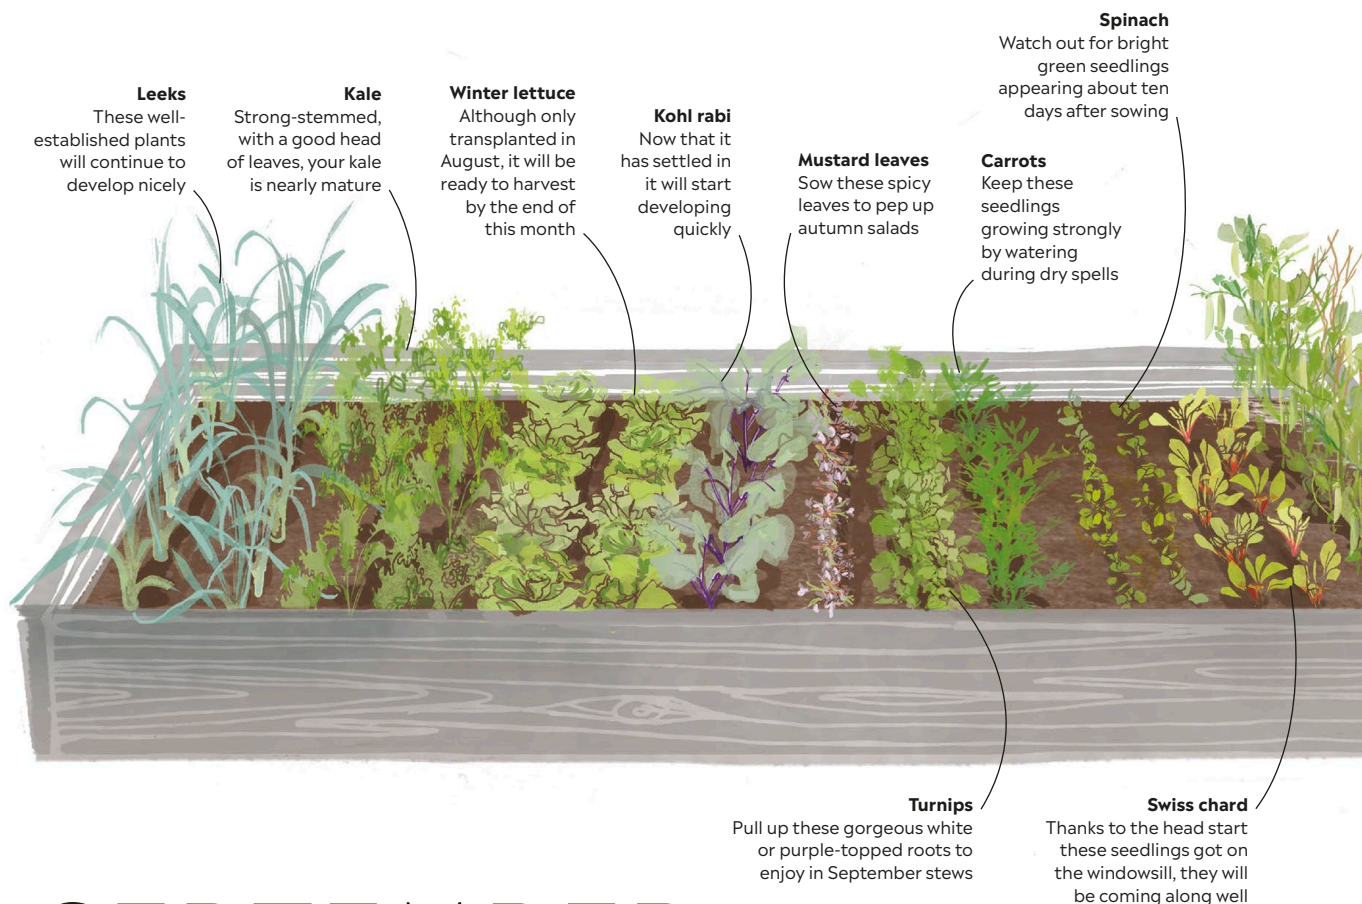 Spinach
Watch out for bright
green seedlings
appearing about ten
days after sowing
Leeks
These well-
established plants
will continue to
develop nicely
Kale
Strong-stemmed,
with a good head
of leaves, your kale
is nearly mature
Winter lettuce
Although only
transplanted in
August, it will be
ready to harvest
by the end of
this month
Kohl rabi
Now that it
has settled in
it will start
developing
quickly
Mustard leaves
Sow these spicy
leaves to pep up
autumn salads
Carrots
Keep these
seedlings
growing strongly
by watering
during dry spells
Turnips
Pull up these gorgeous white
or purple-topped roots to
enjoy in September stews
Swiss chard
Thanks to the head start
these seedlings got on
the windowsill, they will
be coming along well